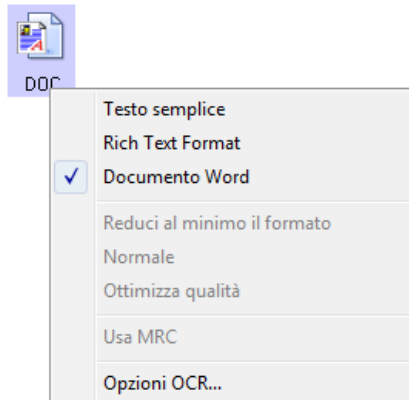 DOC
Testo semplice
Rich Text Format
Documento Word
Reduci al minimo il formato
Normale
Ottimizza qualità
Usa MRC
Opzioni OCR...